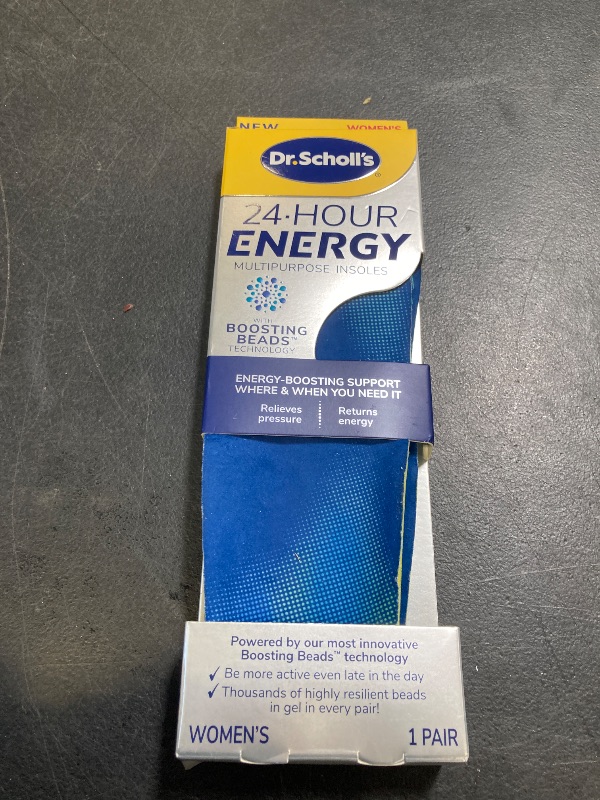 NEW WOMEN'S
Dr.Scholl's®
24·HOUR
ENERGY
MULTIPURPOSE INSOLES
WITH
BOOSTING
BEADS™
TECHNOLOGY
ENERGY-BOOSTING SUPPORT
WHERE & WHEN YOU NEED IT
Relieves
pressure
Returns
energy
Powered by our most innovative
Boosting Beads™ technology
✓ Be more active even late in the day
✓ Thousands of highly resilient beads
in gel in every pair!
WOMEN'S 1 PAIR